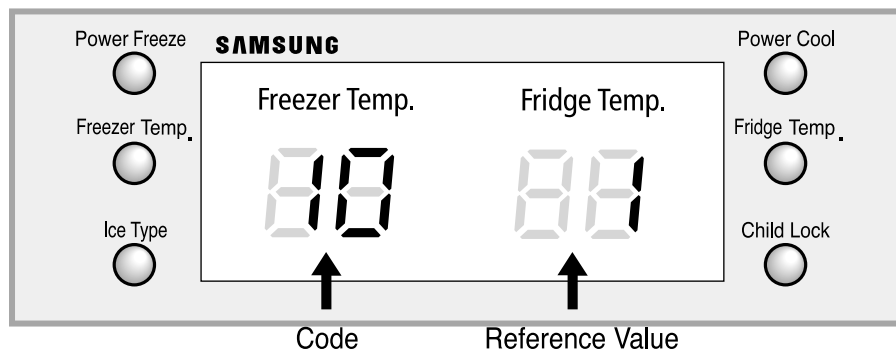 Power Freeze
SAMSUNG
Power Cool
Freezer Temp.
Fridge Temp.
Freezer Temp.
Fridge Temp.
10
1
Ice Type
Child Lock
Code
Reference Value